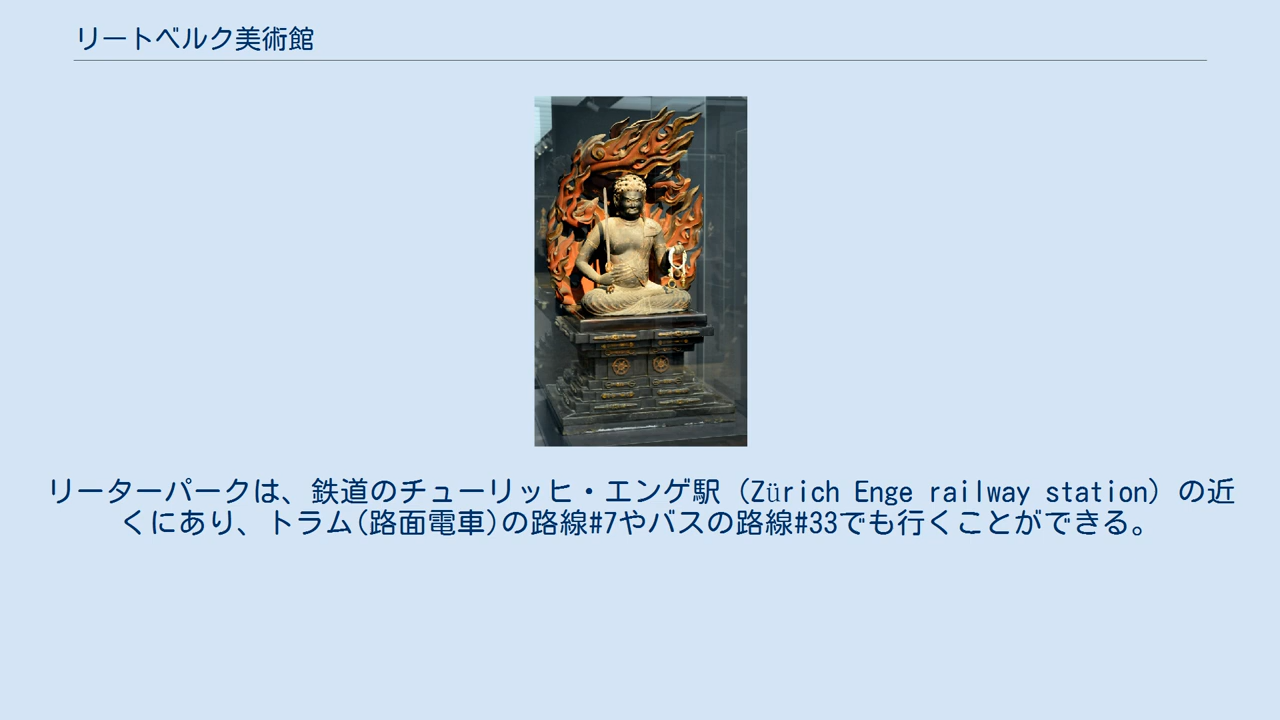 リートベルク美術館
リーターパークは、鉄道のチューリッヒ・エンゲ駅 (Zürich Enge railway station) の近
くにあり、トラム(路面電車)の路線#7やバスの路線#33でも行くことができる。